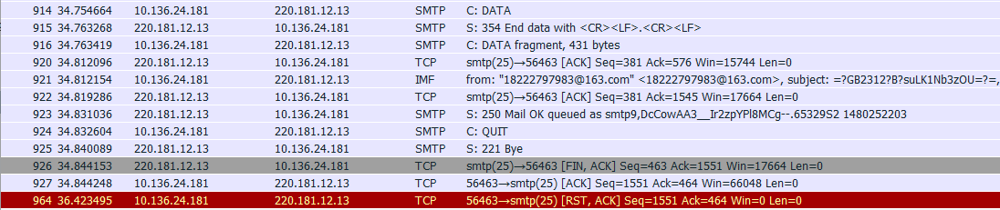 914 34.754664 10.136.24.181 220.181.12.13 SMTP C: DATA
915 34.763268 220.181.12.13 10.136.24.181 SMTP S: 354 End data with <CR><LF>.<CR><LF>
916 34.763419 10.136.24.181 220.181.12.13 SMTP C: DATA fragment, 431 bytes
920 34.812096 220.181.12.13 10.136.24.181 TCP smtp(25)→56463 [ACK] Seq=381 Ack=576 Win=15744 Len=0
921 34.812154 10.136.24.181 220.181.12.13 IMF from: "18222797983@163.com" <18222797983@163.com>, subject: =?GB2312?B?suLK1Nb3zOU=?=,
922 34.819286 220.181.12.13 10.136.24.181 TCP smtp(25)→56463 [ACK] Seq=381 Ack=1545 Win=17664 Len=0
923 34.831036 220.181.12.13 10.136.24.181 SMTP S: 250 Mail OK queued as smtp9,DcCowAA3__Ir2zpYPl8MCg--.65329S2 1480252203
924 34.832604 10.136.24.181 220.181.12.13 SMTP C: QUIT
925 34.840089 220.181.12.13 10.136.24.181 SMTP S: 221 Bye
926 34.844153 220.181.12.13 10.136.24.181 TCP smtp(25)→56463 [FIN, ACK] Seq=463 Ack=1551 Win=17664 Len=0
927 34.844248 10.136.24.181 220.181.12.13 TCP 56463→smtp(25) [ACK] Seq=1551 Ack=464 Win=66048 Len=0
964 36.423495 10.136.24.181 220.181.12.13 TCP 56463→smtp(25) [RST, ACK] Seq=1551 Ack=464 Win=0 Len=0